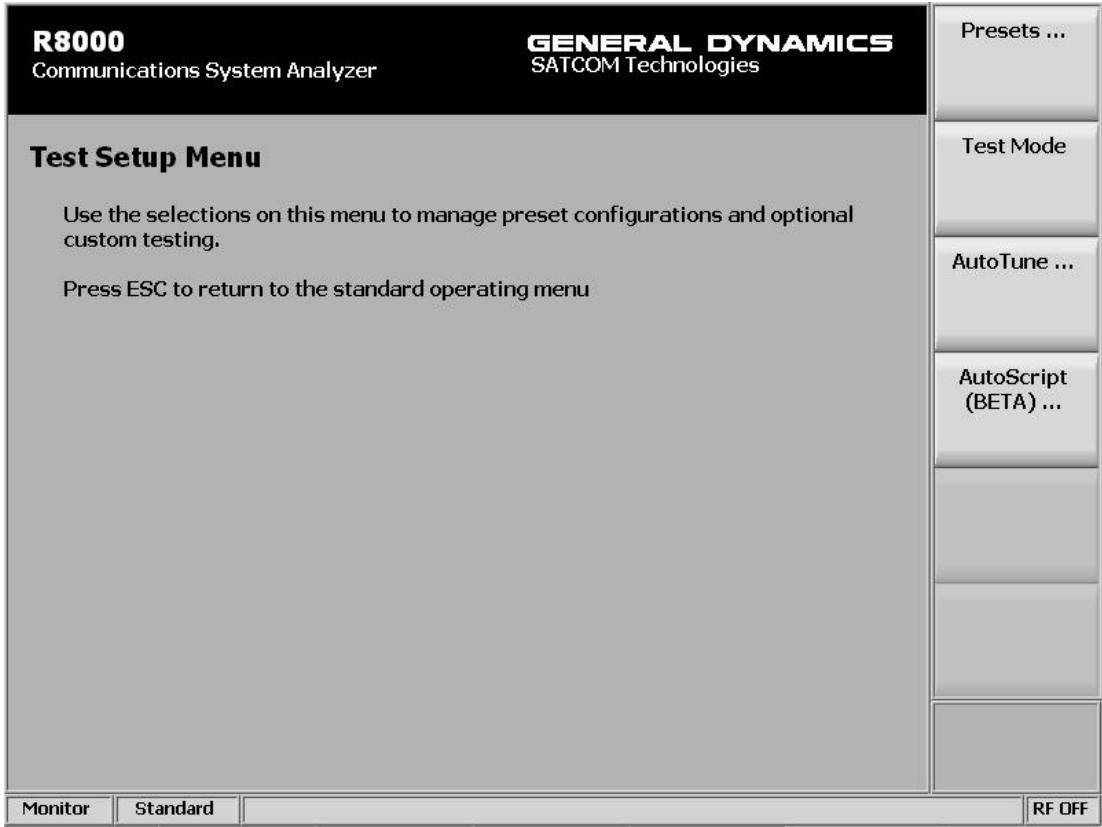 R8000
Communications System Analyzer
GENERAL DYNAMICS
SATCOM Technologies
Test Setup Menu
Use the selections on this menu to manage preset configurations and optional
custom testing.
Press ESC to return to the standard operating menu
Presets ...
Test Mode
AutoTune ...
AutoScript
(BETA) ...
Monitor
Standard
RF OFF